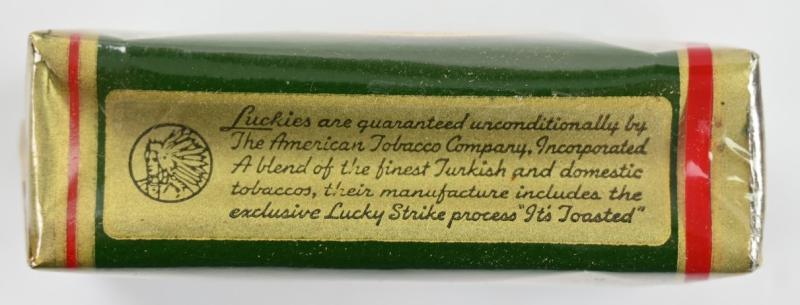 Luckies are guaranteed unconditionally by
The American Tobacco Company, Incorporated
A blend of the finest Turkish and domestic
tobaccos, their manufacture includes the
exclusive Lucky Strike process "It's Toasted"